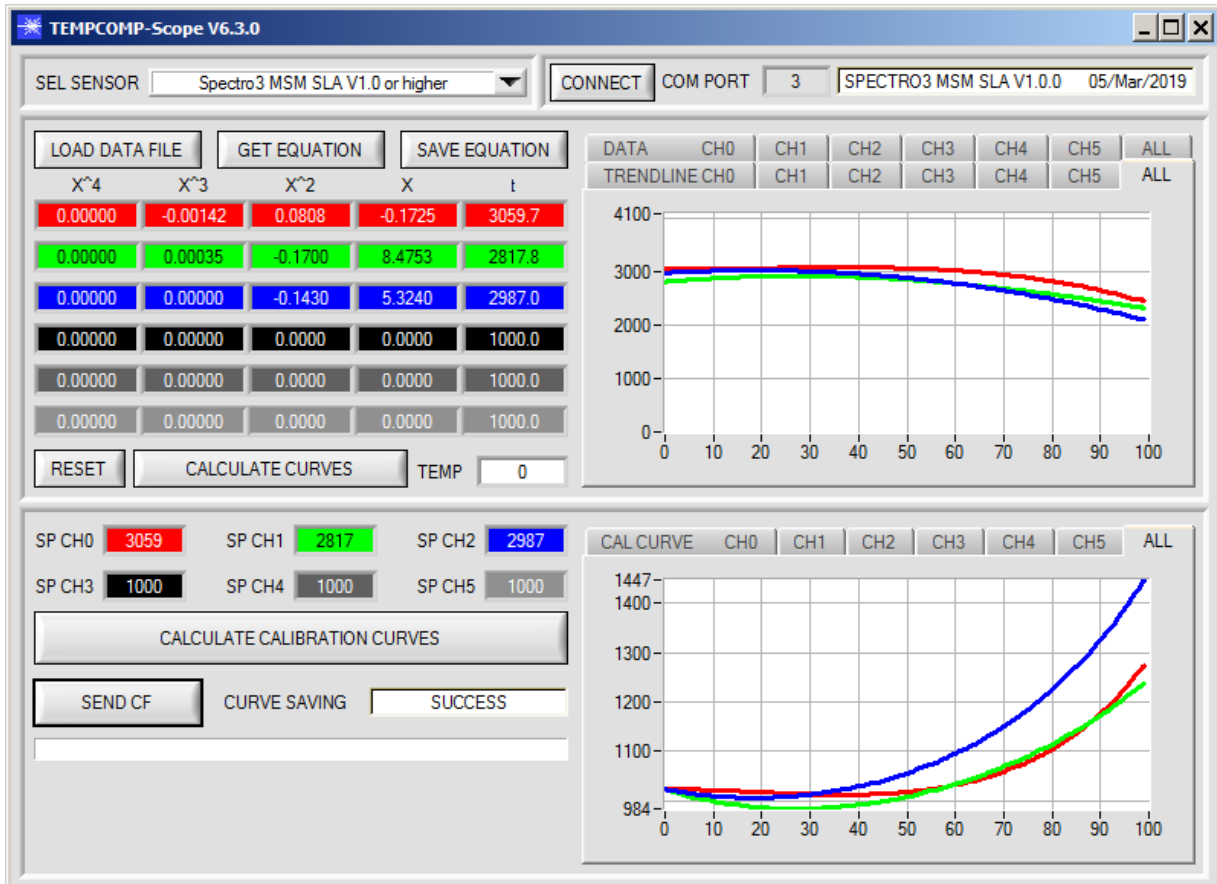 TEMPCOMP-Scope V6.3.0
SEL SENSOR Spectro3 MSM SLA V1.0 or higher
CONNECT COM PORT 3 SPECTRO3 MSM SLA V1.0.0 05/Mar/2019
LOAD DATA FILE GET EQUATION SAVE EQUATION
X^4 X^3 X^2 X t
0.00000 -0.00142 0.0808 -0.1725 3059.7
0.00000 0.00035 -0.1700 8.4753 2817.8
0.00000 0.00000 -0.1430 5.3240 2987.0
0.00000 0.00000 0.0000 0.0000 1000.0
0.00000 0.00000 0.0000 0.0000 1000.0
0.00000 0.00000 0.0000 0.0000 1000.0
RESET CALCULATE CURVES TEMP 0
DATA CH0 CH1 CH2 CH3 CH4 CH5 ALL
TRENDLINE CH0 CH1 CH2 CH3 CH4 CH5 ALL
4100
3000
2000
1000
0
0 10 20 30 40 50 60 70 80 90 100
SP CH0 3059 SP CH1 2817 SP CH2 2987
SP CH3 1000 SP CH4 1000 SP CH5 1000
CALCULATE CALIBRATION CURVES
SEND CF CURVE SAVING SUCCESS
CAL CURVE CH0 CH1 CH2 CH3 CH4 CH5 ALL
1447
1400
1300
1200
1100
984
0 10 20 30 40 50 60 70 80 90 100